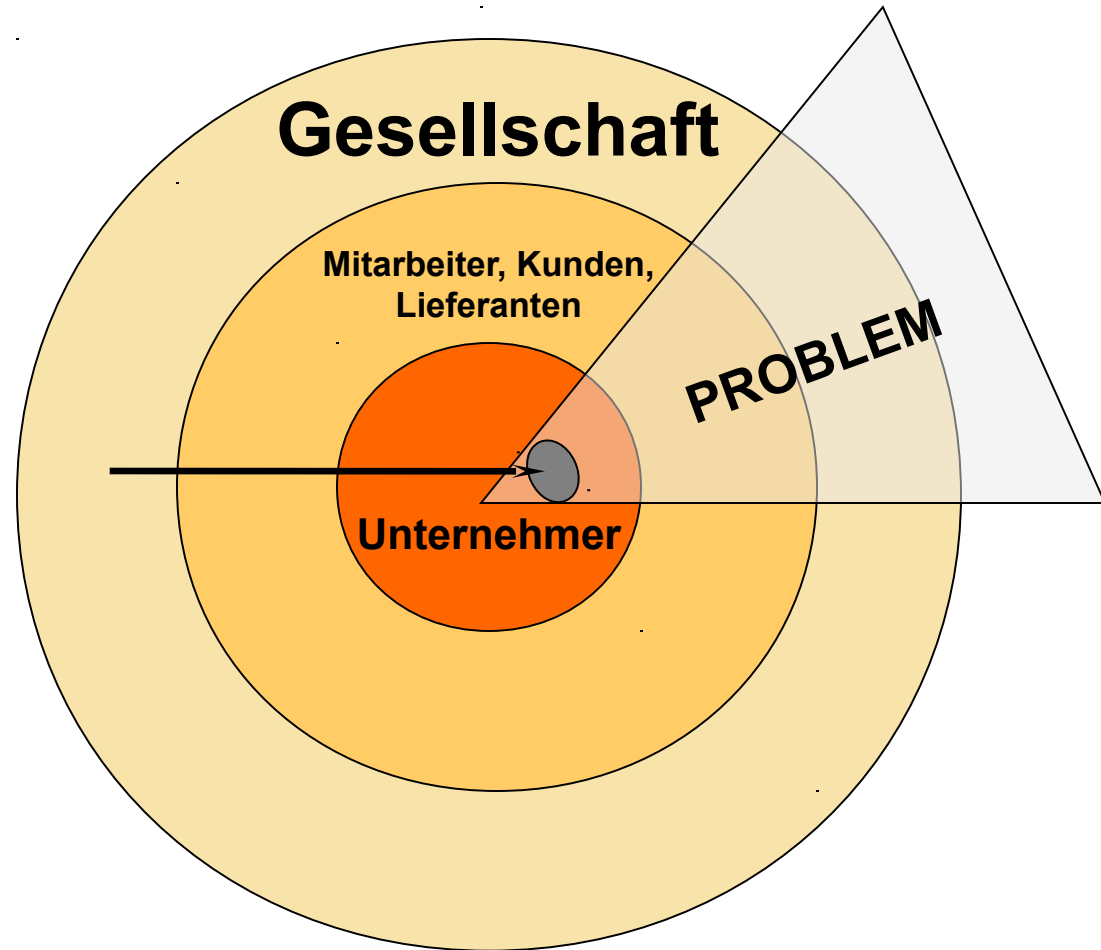 Gesellschaft
Mitarbeiter, Kunden,
Lieferanten
PROBLEM
Unternehmer